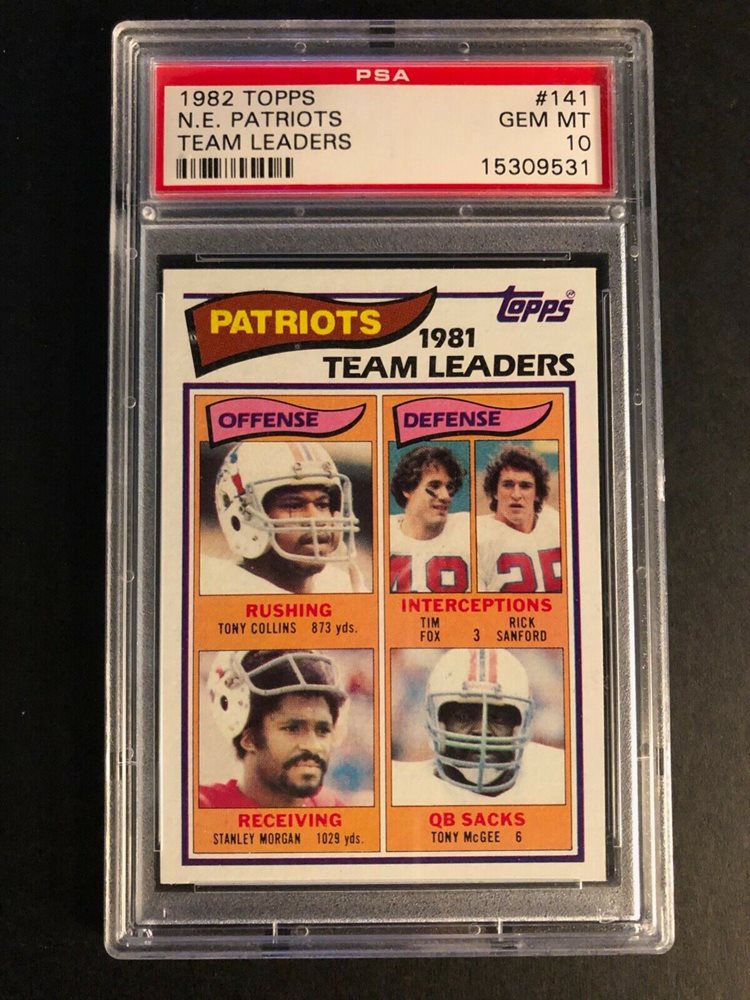 PSA
1982 TOPPS #141
N.E. PATRIOTS GEM MT
TEAM LEADERS 10
15309531
PATRIOTS
topps
1981
TEAM LEADERS
OFFENSE
DEFENSE
RUSHING
TONY COLLINS 873 yds.
INTERCEPTIONS
TIM FOX 3 RICK SANFORD
RECEIVING
STANLEY MORGAN 1029 yds.
QB SACKS
TONY McGEE 6